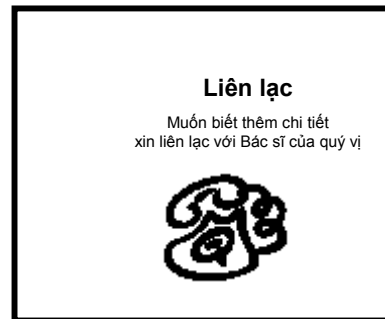 Liên lạc
Muốn biết thêm chi tiết
xin liên lạc với Bác sĩ của quý vị